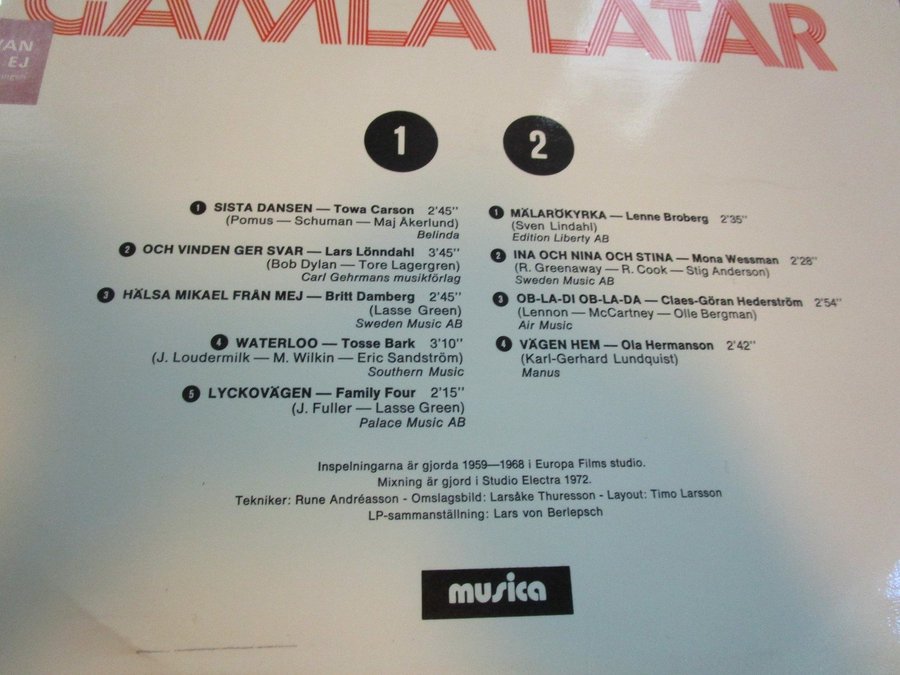 GAMLA LÅTAR
VAN
EJ
1
1 SISTA DANSEN — Towa Carson 2'45''
(Pomus — Schuman — Maj Åkerlund)
Belinda
2 OCH VINDEN GER SVAR — Lars Lönndahl 3'45''
(Bob Dylan — Tore Lagergren)
Carl Gehrmans musikförlag
3 HÄLSA MIKAEL FRÅN MEJ — Britt Damberg 2'45''
(Lasse Green)
Sweden Music AB
4 WATERLOO — Tosse Bark 3'10''
(J. Loudermilk — M. Wilkin — Eric Sandström)
Southern Music
5 LYCKOVÄGEN — Family Four 2'15''
(J. Fuller — Lasse Green)
Palace Music AB
2
1 MÄLARÖKYRKA — Lenne Broberg 2'35''
(Sven Lindahl)
Edition Liberty AB
2 INA OCH NINA OCH STINA — Mona Wessman 2'28''
(R. Greenaway — R. Cook — Stig Anderson)
Sweden Music AB
3 OB-LA-DI OB-LA-DA — Claes-Göran Hederström 2'54''
(Lennon — McCartney — Olle Bergman)
Air Music
4 VÄGEN HEM — Ola Hermanson 2'42''
(Karl-Gerhard Lundquist)
Manus
Inspelningarna är gjorda 1959—1968 i Europa Films studio.
Mixning är gjord i Studio Electra 1972.
Tekniker: Rune Andréasson - Omslagsbild: Larsåke Thuresson - Layout: Timo Larsson
LP-sammanställning: Lars von Berlepsch
musica